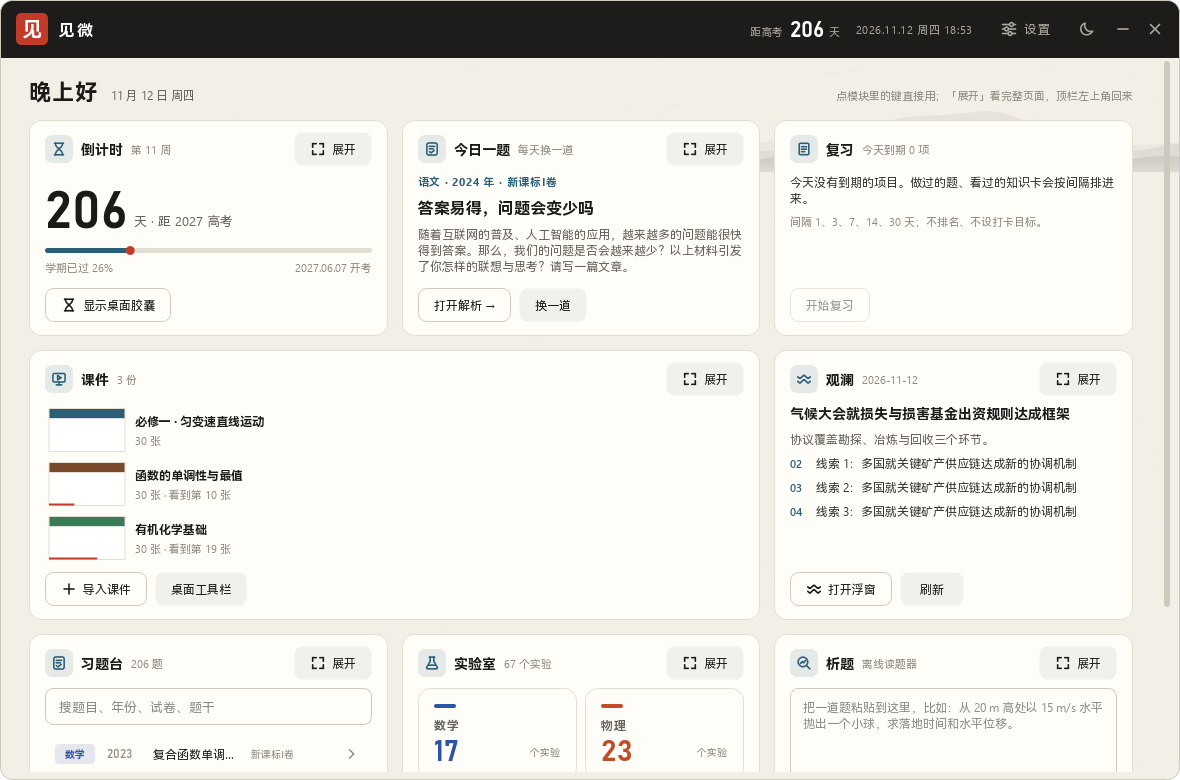 见 见微
距高考 206 天 2026.11.12 周四 18:53 设置
晚上好 11月12日 周四
点模块里的键直接用；「展开」看完整页面，顶栏左上角回来
倒计时 第 11 周 展开
206 天 · 距 2027 高考
学期已过 26% 2027.06.07 开考
显示桌面胶囊
今日一题 每天换一道 展开
语文 · 2024 年 · 新课标Ⅰ卷
答案易得，问题会变少吗
随着互联网的普及、人工智能的应用，越来越多的问题能很快
得到答案。那么，我们的问题是否会越来越少？以上材料引发
了你怎样的联想与思考？请写一篇文章。
打开解析 → 换一道
复习 今天到期 0 项
今天没有到期的项目。做过的题、看过的知识卡会按间隔排进
来。
间隔 1、3、7、14、30 天；不排名、不设打卡目标。
开始复习
课件 3 份 展开
必修一 · 匀变速直线运动
30 张
函数的单调性与最值
30 张 · 看到第 10 张
有机化学基础
30 张 · 看到第 19 张
导入课件 桌面工具栏
观澜 2026-11-12 展开
气候大会就损失与损害基金出资规则达成框架
协议覆盖勘探、冶炼与回收三个环节。
02 线索 1： 多国就关键矿产供应链达成新的协调机制
03 线索 2： 多国就关键矿产供应链达成新的协调机制
04 线索 3： 多国就关键矿产供应链达成新的协调机制
打开浮窗 刷新
习题台 206 题 展开
搜题目、年份、试卷、题干
数学 2023 复合函数单调... 新课标Ⅰ卷
实验室 67 个实验 展开
数学
17 个实验
物理
23 个实验
析题 离线读题器 展开
把一道题粘贴到这里，比如：从 20 m 高处以 15 m/s 水平
抛出一个小球，求落地时间和水平位移。